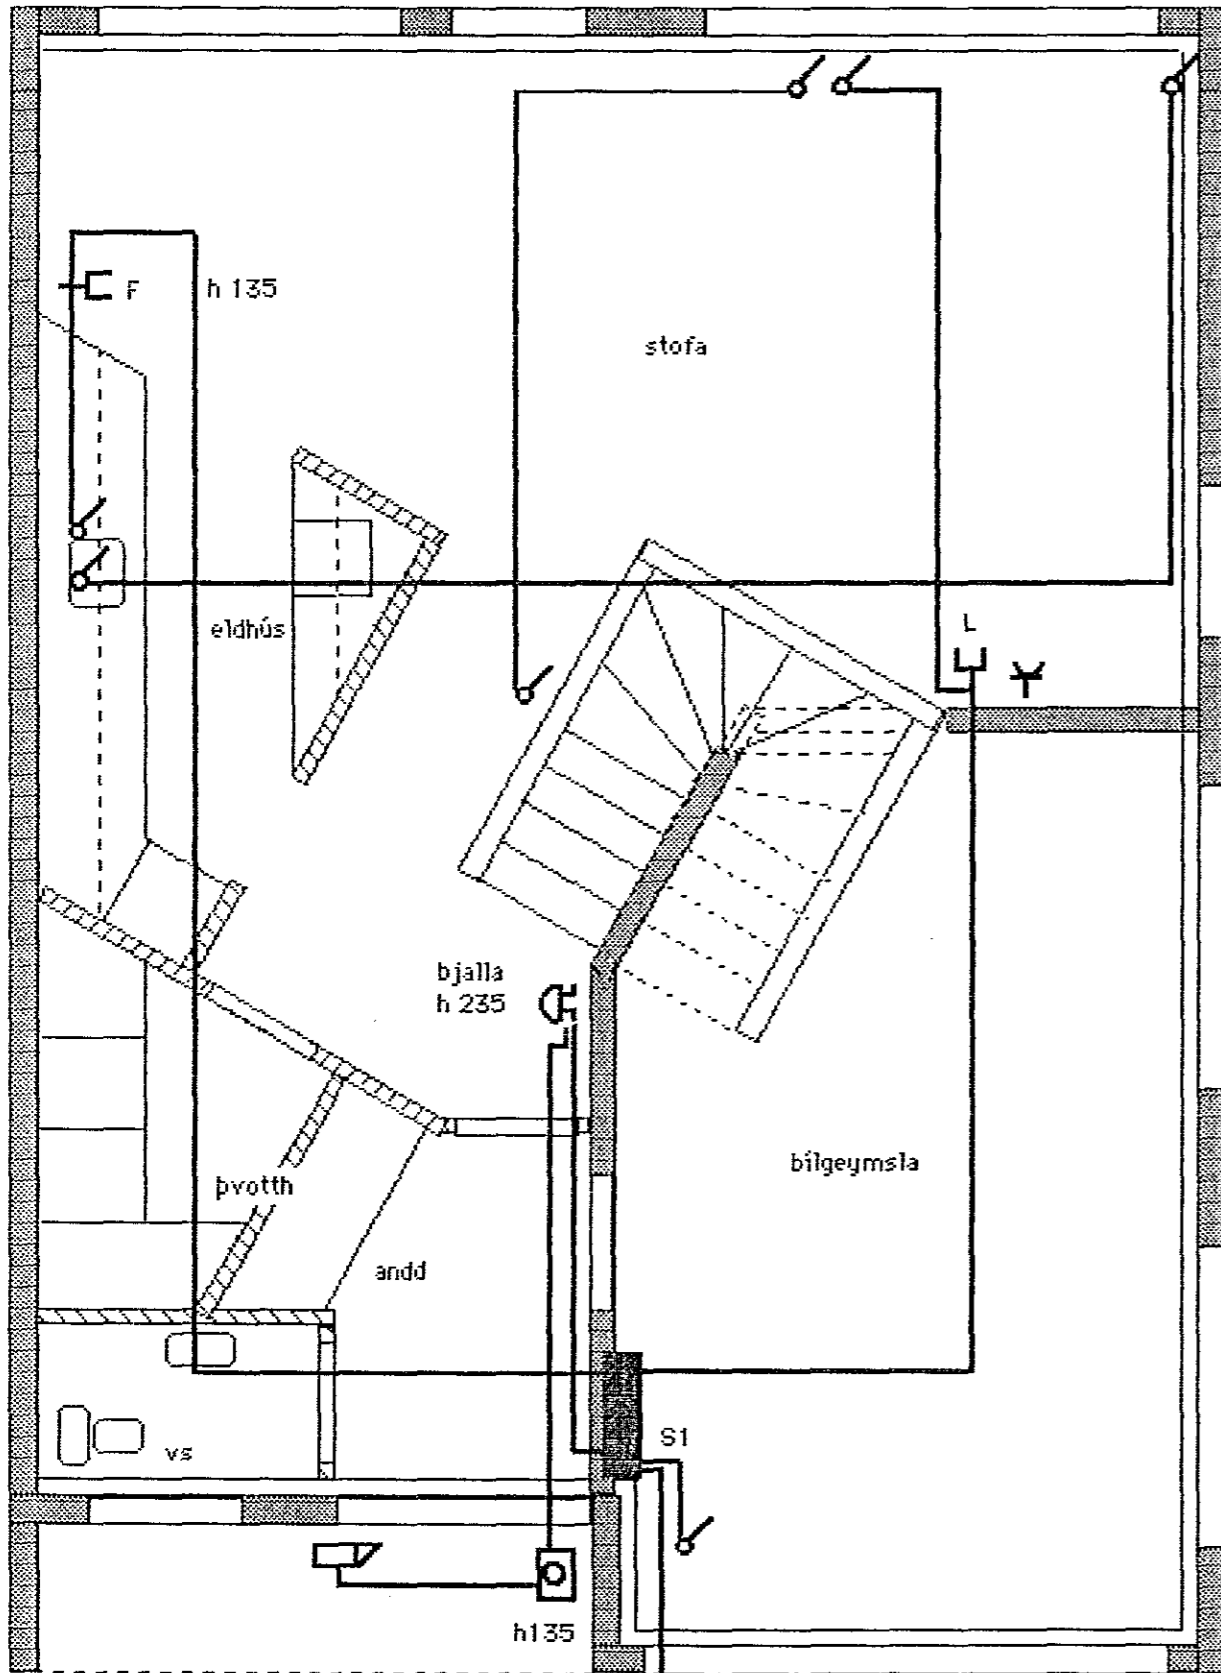 F
h 135
stofa
eldhús
L
bjalla
h 235
bílgeymsla
þvotth
andd
S1
vs
h135